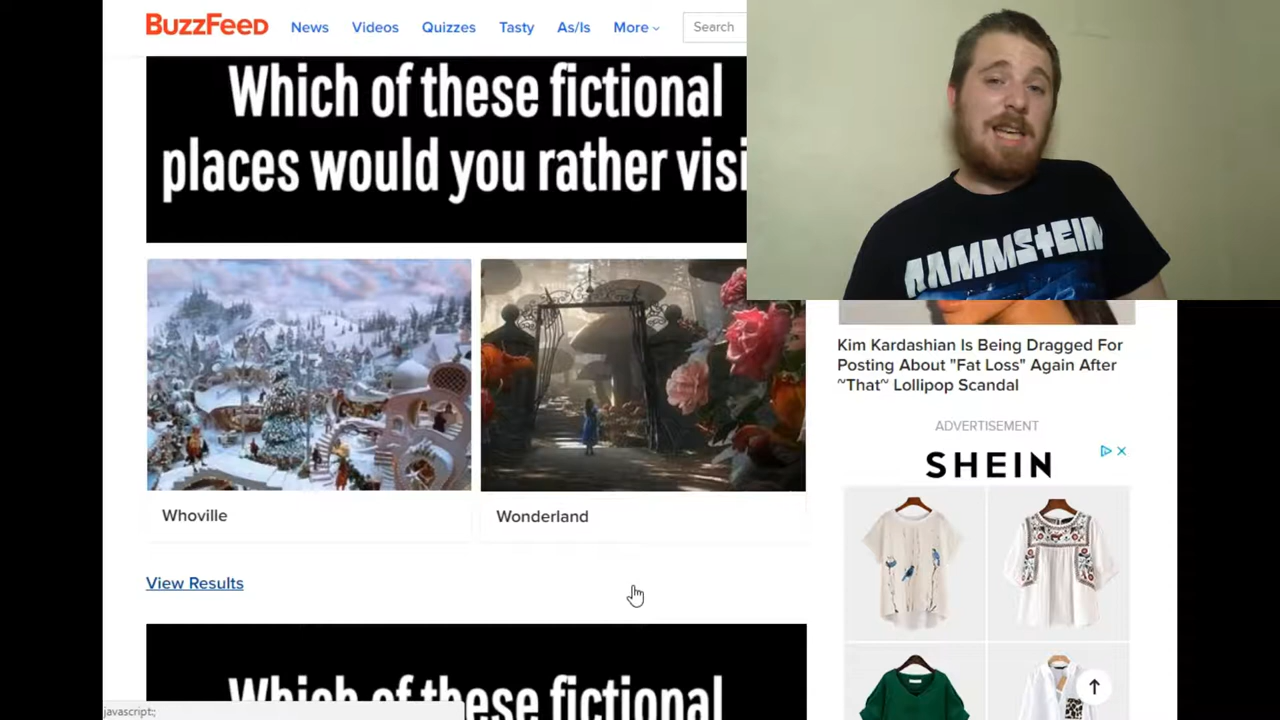 BuzzFeed News Videos Quizzes Tasty As/Is More Search
Which of these fictional
places would you rather
RAMMSTEIN
Whoville
Wonderland
View Results
Kim Kardashian Is Being Dragged For
Posting About "Fat Loss" Again After
~That~ Lollipop Scandal
ADVERTISEMENT
SHEIN
Which of these fictional
javascript:;